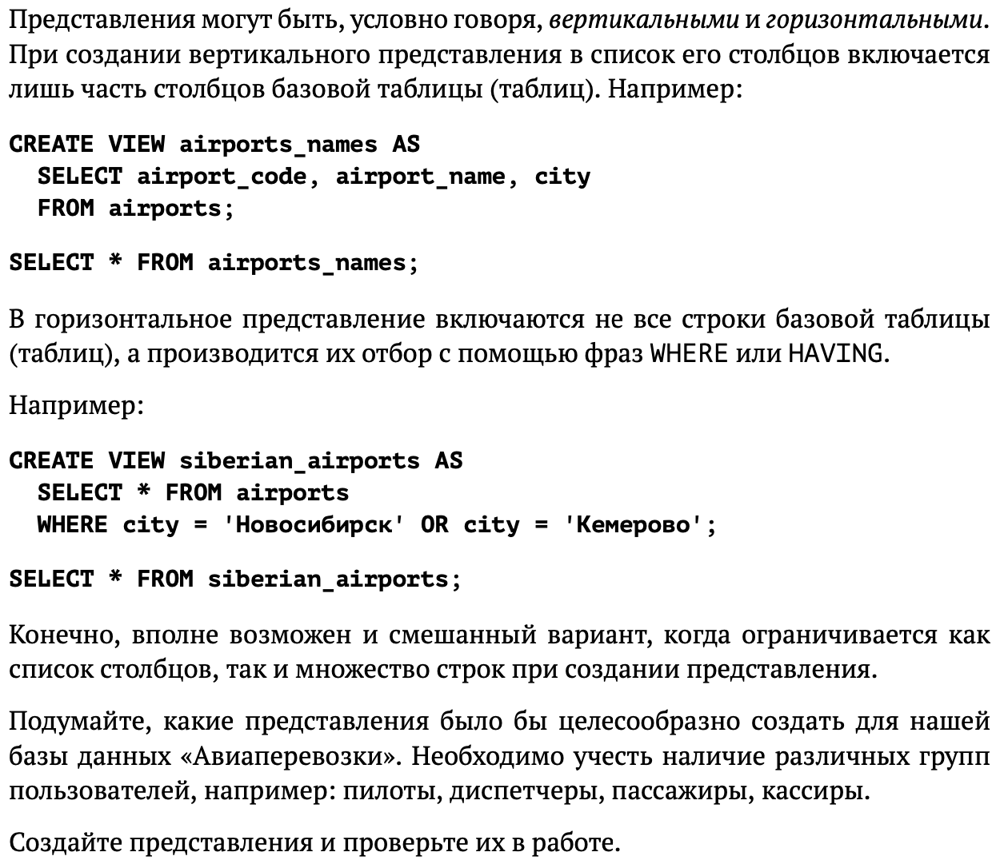 Представления могут быть, условно говоря, вертикальными и горизонтальными.
При создании вертикального представления в список его столбцов включается
лишь часть столбцов базовой таблицы (таблиц). Например:
CREATE VIEW airports_names AS
  SELECT airport_code, airport_name, city
  FROM airports;
SELECT * FROM airports_names;
В горизонтальное представление включаются не все строки базовой таблицы
(таблиц), а производится их отбор с помощью фраз WHERE или HAVING.
Например:
CREATE VIEW siberian_airports AS
  SELECT * FROM airports
  WHERE city = 'Новосибирск' OR city = 'Кемерово';
SELECT * FROM siberian_airports;
Конечно, вполне возможен и смешанный вариант, когда ограничивается как
список столбцов, так и множество строк при создании представления.
Подумайте, какие представления было бы целесообразно создать для нашей
базы данных «Авиаперевозки». Необходимо учесть наличие различных групп
пользователей, например: пилоты, диспетчеры, пассажиры, кассиры.
Создайте представления и проверьте их в работе.